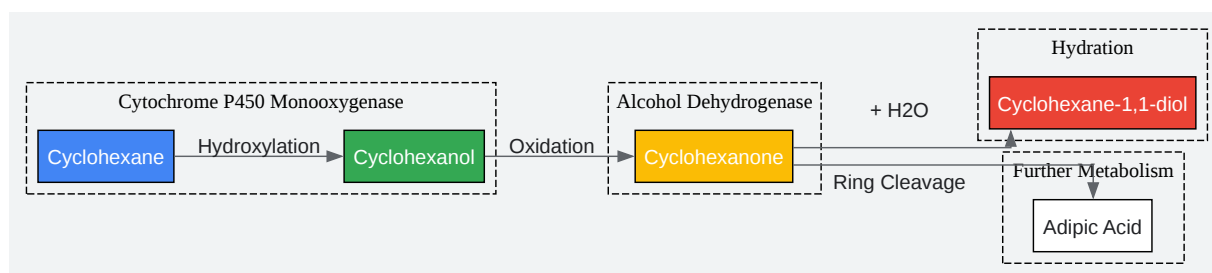 Hydration
Cyclohexane-1,1-diol
Cytochrome P450 Monooxygenase
Alcohol Dehydrogenase
+ H2O
Cyclohexane
Hydroxylation
Cyclohexanol
Oxidation
Cyclohexanone
Ring Cleavage
Further Metabolism
Adipic Acid